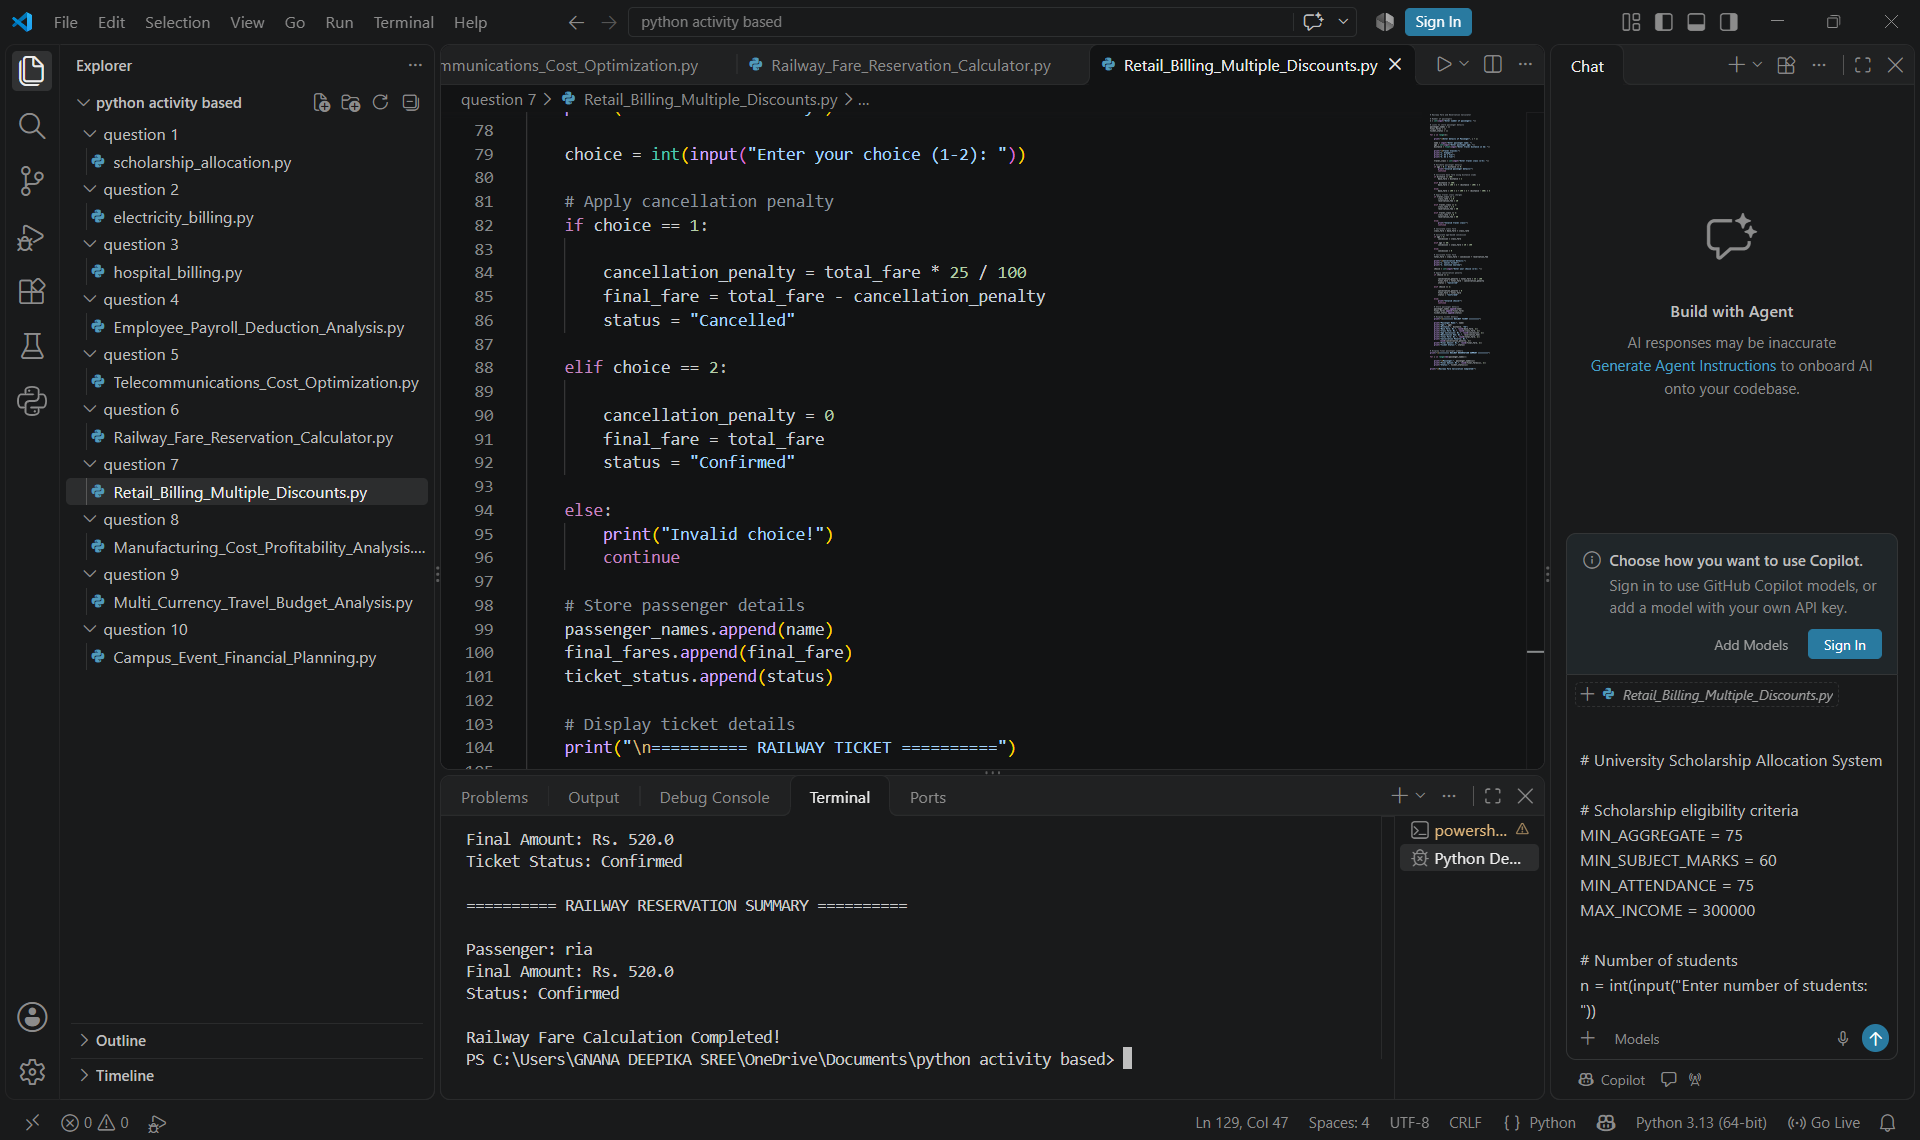 File Edit Selection View Go Run Terminal Help
python activity based
Sign In
Explorer
python activity based
question 1
scholarship_allocation.py
question 2
electricity_billing.py
question 3
hospital_billing.py
question 4
Employee_Payroll_Deduction_Analysis.py
question 5
Telecommunications_Cost_Optimization.py
question 6
Railway_Fare_Reservation_Calculator.py
question 7
Retail_Billing_Multiple_Discounts.py
question 8
Manufacturing_Cost_Profitability_Analysis....
question 9
Multi_Currency_Travel_Budget_Analysis.py
question 10
Campus_Event_Financial_Planning.py
Outline
Timeline
mmunications_Cost_Optimization.py
Railway_Fare_Reservation_Calculator.py
Retail_Billing_Multiple_Discounts.py
question 7 > Retail_Billing_Multiple_Discounts.py > ...
78
79 choice = int(input("Enter your choice (1-2): "))
80
81 # Apply cancellation penalty
82 if choice == 1:
83
84 cancellation_penalty = total_fare * 25 / 100
85 final_fare = total_fare - cancellation_penalty
86 status = "Cancelled"
87
88 elif choice == 2:
89
90 cancellation_penalty = 0
91 final_fare = total_fare
92 status = "Confirmed"
93
94 else:
95 print("Invalid choice!")
96 continue
97
98 # Store passenger details
99 passenger_names.append(name)
100 final_fares.append(final_fare)
101 ticket_status.append(status)
102
103 # Display ticket details
104 print("\n========== RAILWAY TICKET ==========")
Problems Output Debug Console Terminal Ports
Final Amount: Rs. 520.0
Ticket Status: Confirmed
========== RAILWAY RESERVATION SUMMARY ==========
Passenger: ria
Final Amount: Rs. 520.0
Status: Confirmed
Railway Fare Calculation Completed!
PS C:\Users\GNANA DEEPIKA SREE\OneDrive\Documents\python activity based>
powersh...
Python De...
Chat
Build with Agent
AI responses may be inaccurate
Generate Agent Instructions to onboard AI
onto your codebase.
Choose how you want to use Copilot.
Sign in to use GitHub Copilot models, or
add a model with your own API key.
Add Models Sign In
Retail_Billing_Multiple_Discounts.py
# University Scholarship Allocation System
# Scholarship eligibility criteria
MIN_AGGREGATE = 75
MIN_SUBJECT_MARKS = 60
MIN_ATTENDANCE = 75
MAX_INCOME = 300000
# Number of students
n = int(input("Enter number of students:
"))
Models
Copilot
0 0
Ln 129, Col 47 Spaces: 4 UTF-8 CRLF { } Python Python 3.13 (64-bit) Go Live